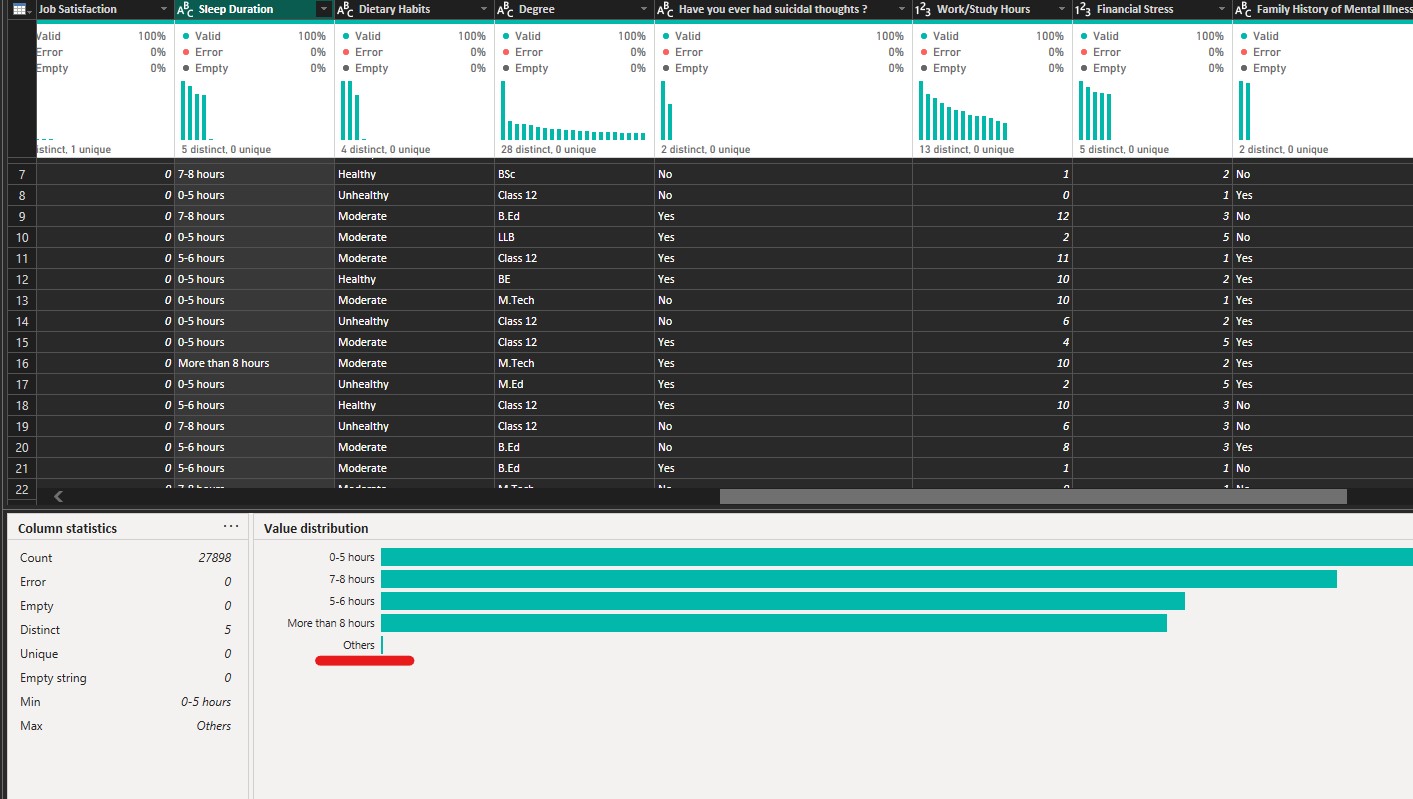 Job Satisfaction ABC Sleep Duration ABC Dietary Habits ABC Degree ABC Have you ever had suicidal thoughts ? 123 Work/Study Hours 123 Financial Stress ABC Family History of Mental Illness
Valid 100% Valid 100% Valid 100% Valid 100% Valid 100% Valid 100% Valid 100% Valid
Error 0% Error 0% Error 0% Error 0% Error 0% Error 0% Error 0% Error
Empty 0% Empty 0% Empty 0% Empty 0% Empty 0% Empty 0% Empty 0% Empty
istinct, 1 unique 5 distinct, 0 unique 4 distinct, 0 unique 28 distinct, 0 unique 2 distinct, 0 unique 13 distinct, 0 unique 5 distinct, 0 unique 2 distinct, 0 unique
7 0 7-8 hours Healthy BSc No 1 2 No
8 0 0-5 hours Unhealthy Class 12 No 0 1 Yes
9 0 7-8 hours Moderate B.Ed Yes 12 3 No
10 0 0-5 hours Moderate LLB Yes 2 5 No
11 0 5-6 hours Moderate Class 12 Yes 11 1 Yes
12 0 0-5 hours Healthy BE Yes 10 2 Yes
13 0 0-5 hours Moderate M.Tech No 10 1 Yes
14 0 0-5 hours Unhealthy Class 12 No 6 2 Yes
15 0 0-5 hours Moderate Class 12 Yes 4 5 Yes
16 0 More than 8 hours Moderate M.Tech Yes 10 2 Yes
17 0 0-5 hours Unhealthy M.Ed Yes 2 5 Yes
18 0 5-6 hours Healthy Class 12 Yes 10 3 No
19 0 7-8 hours Unhealthy Class 12 No 6 3 No
20 0 5-6 hours Moderate B.Ed No 8 3 Yes
21 0 5-6 hours Moderate B.Ed Yes 1 1 No
22
Column statistics
Count 27898
Error 0
Empty 0
Distinct 5
Unique 0
Empty string 0
Min 0-5 hours
Max Others
Value distribution
0-5 hours
7-8 hours
5-6 hours
More than 8 hours
Others